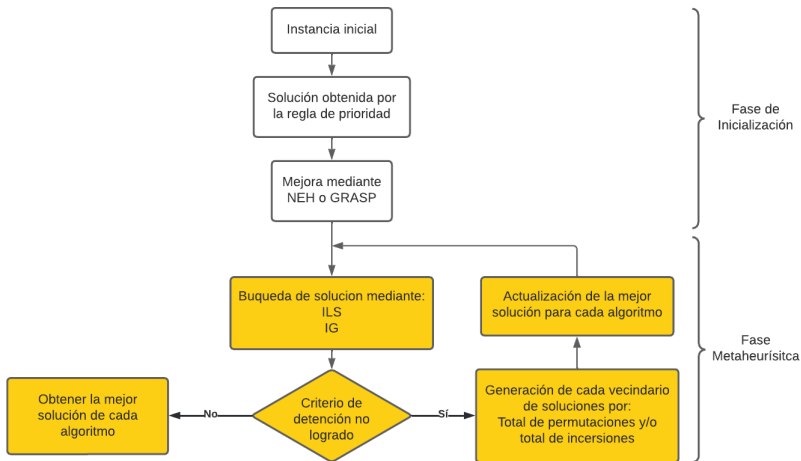 Instancia inicial
Solución obtenida por
la regla de prioridad
Mejora mediante
NEH o GRASP
Fase de
Inicialización
Buqueda de solucion mediante:
ILS
IG
Actualización de la mejor
solución para cada algoritmo
Fase
Metaheurísitca
Obtener la mejor
solución de cada
algoritmo
No
Criterio de
detención no
logrado
Sí
Generación de cada vecindario
de soluciones por:
Total de permutaciones y/o
total de incersiones